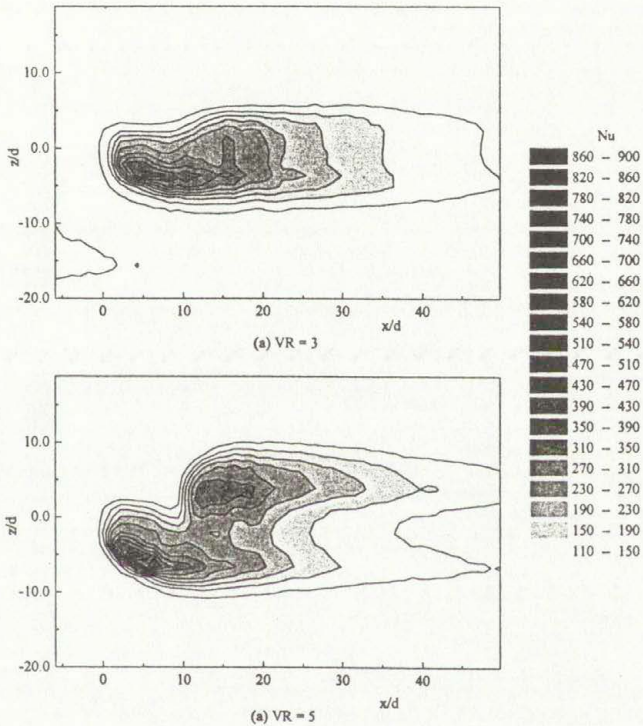 10.0
0.0
-10.0
-20.0
z/d
0 10 20 30 40
x/d
(a) VR = 3
Nu
860 – 900
820 – 860
780 – 820
740 – 780
700 – 740
660 – 700
620 – 660
580 – 620
540 – 580
510 – 540
470 – 510
430 – 470
390 – 430
350 – 390
310 – 350
270 – 310
230 – 270
190 – 230
150 – 190
110 – 150
10.0
0.0
-10.0
-20.0
z/d
0 10 20 30 40
x/d
(a) VR = 5